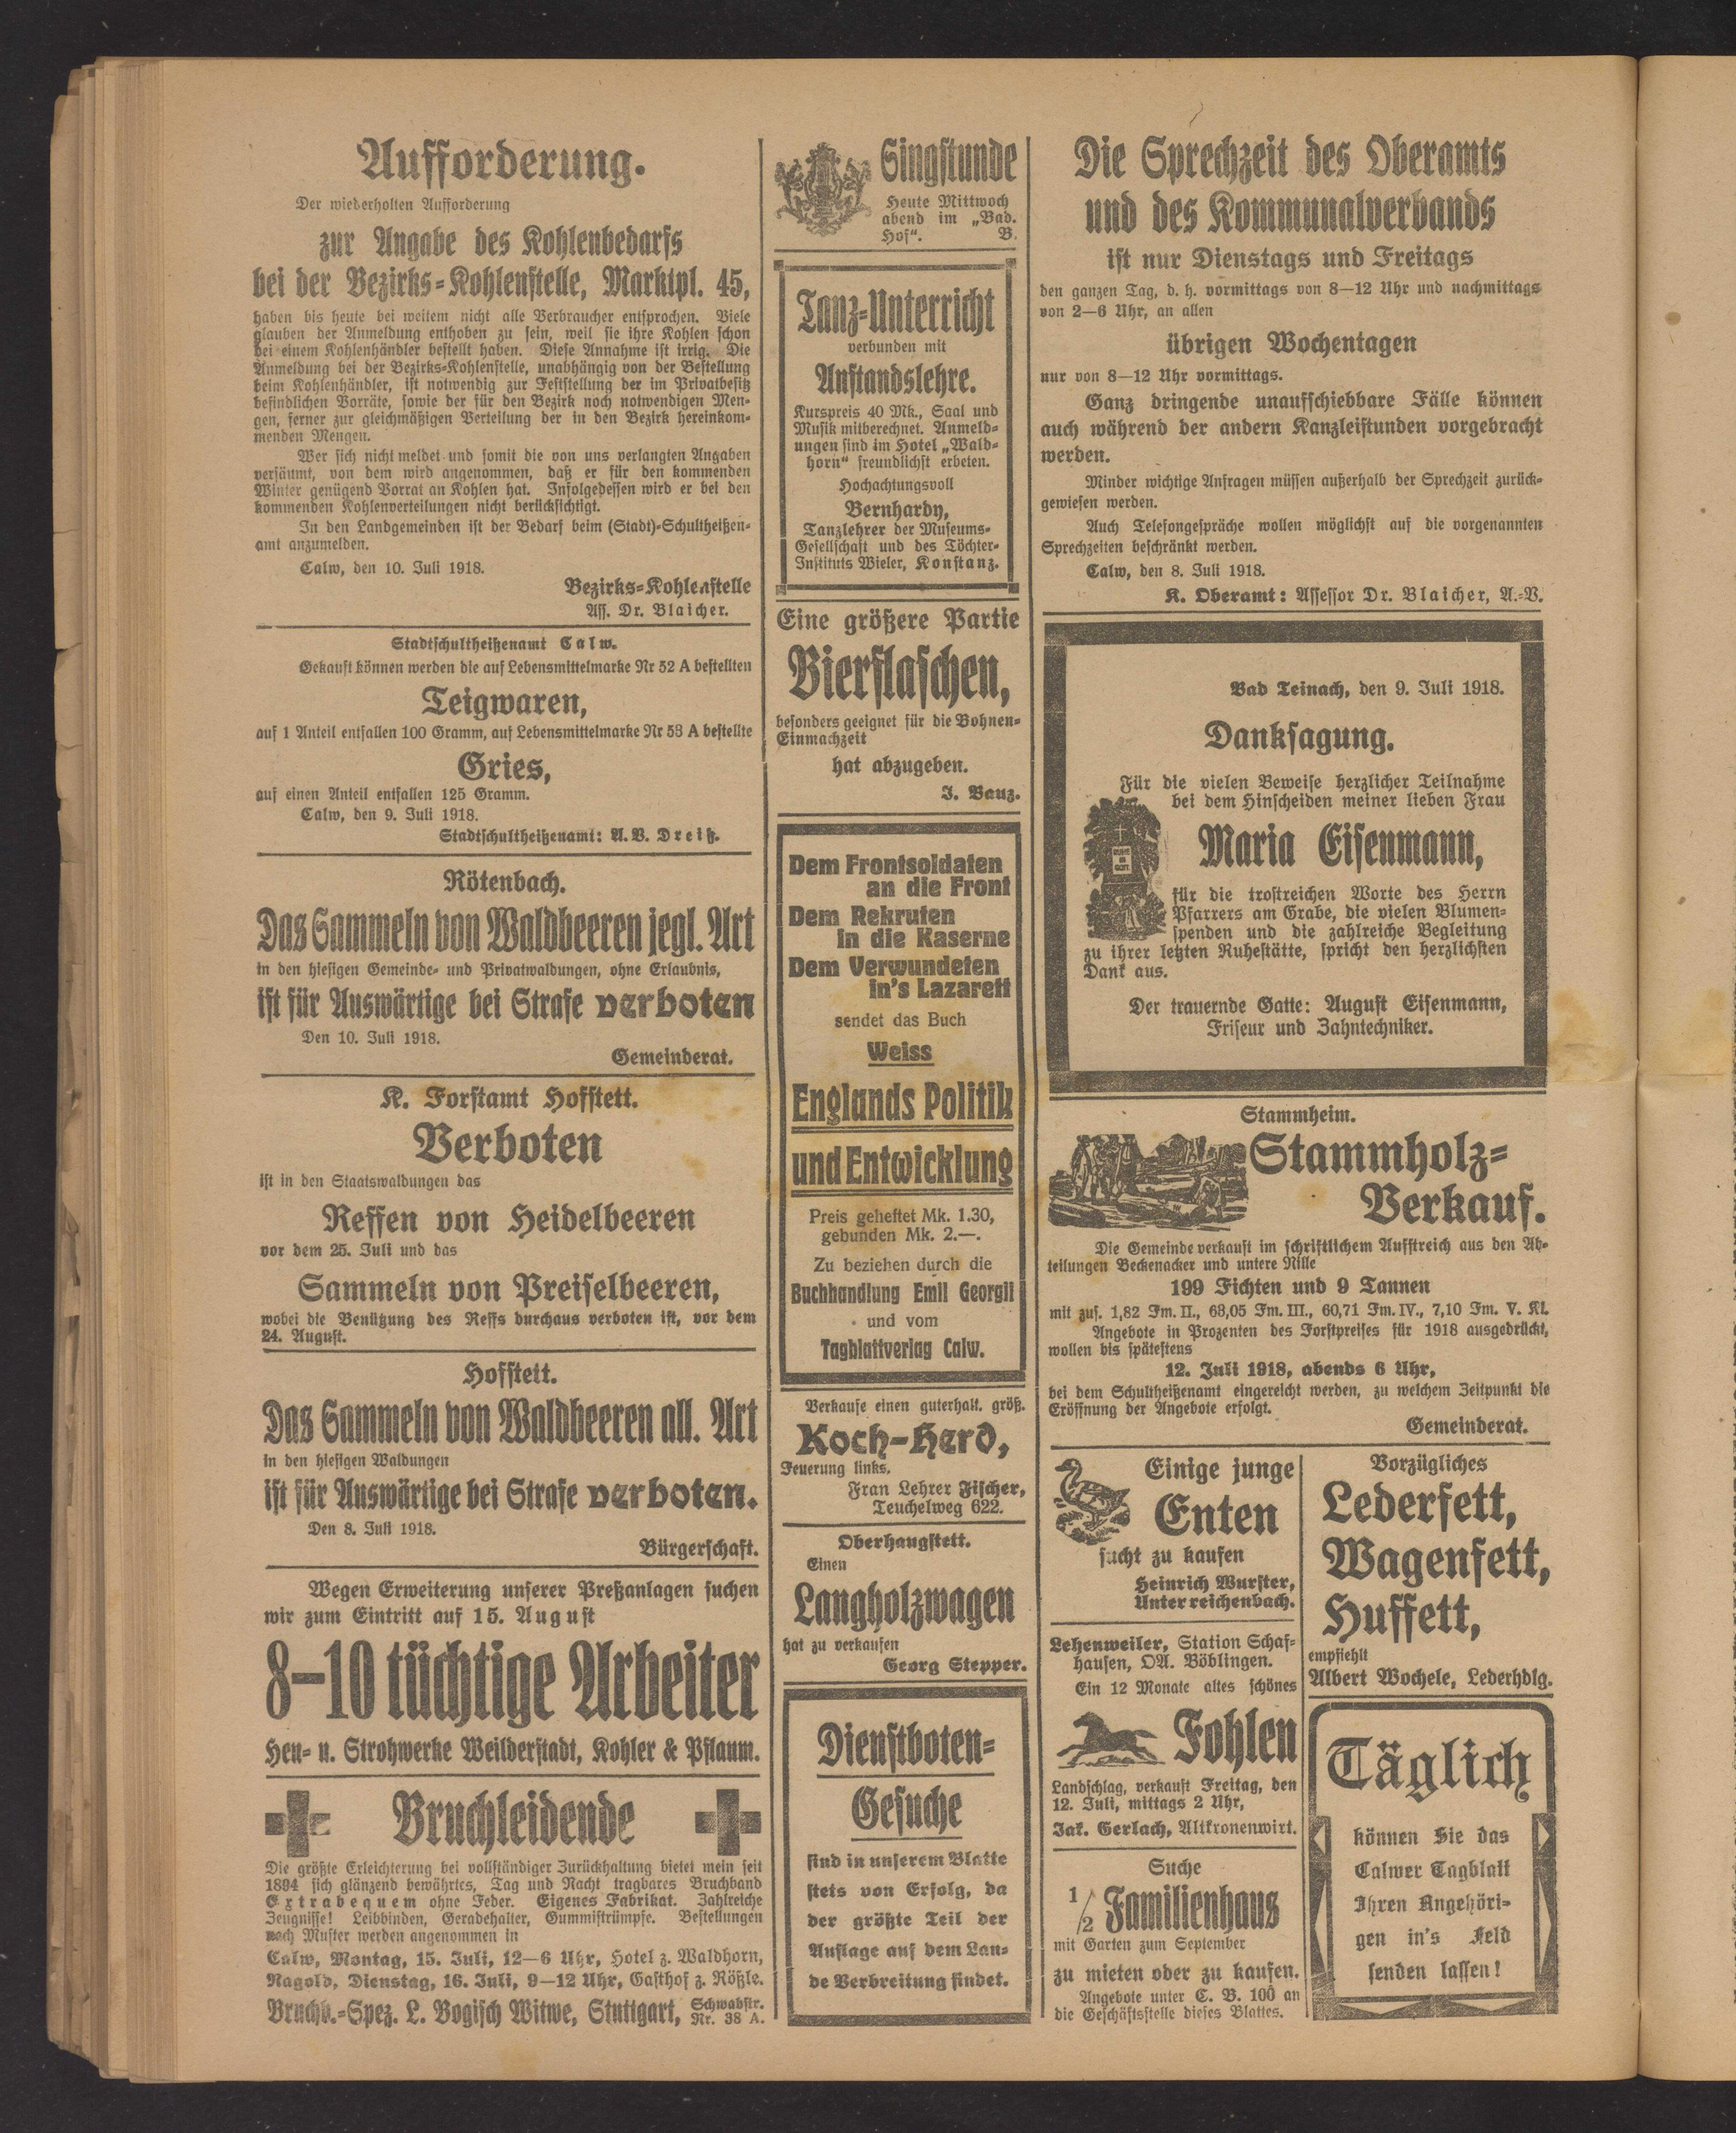 Aufforderung.
Der wiederholten Aufforderung
zur Angabe des Kohlenbedarfs
bei der Bezirks-Kohlenstelle, Marktpl. 45,
haben bis heute bei weitem nicht alle Verbraucher entsprochen. Viele
glauben der Anmeldung enthoben zu sein, weil sie ihre Kohlen schon
bei einem Kohlenhändler bestellt haben. Diese Annahme ist irrig. Die
Anmeldung bei der Bezirks-Kohlenstelle, unabhängig von der Bestellung
beim Kohlenhändler, ist notwendig zur Feststellung der im Privatbesitz
befindlichen Vorräte, sowie der für den Bezirk noch notwendigen Men-
gen, ferner zur gleichmäßigen Verteilung der in den Bezirk hereinkom-
menden Mengen.
Wer sich nicht meldet und somit die von uns verlangten Angaben
versäumt, von dem wird angenommen, daß er für den kommenden
Winter genügend Vorrat an Kohlen hat. Infolgedessen wird er bei den
kommenden Kohlenverteilungen nicht berücksichtigt.
In den Landgemeinden ist der Bedarf beim (Stadt)-Schultheißen-
amt anzumelden.
Calw, den 10. Juli 1918.
Bezirks-Kohlenstelle
Ass. Dr. Blaicher.
Stadtschultheißenamt Calw.
Gekauft können werden die auf Lebensmittelmarke Nr 52 A bestellten
Teigwaren,
auf 1 Anteil entfallen 100 Gramm, auf Lebensmittelmarke Nr 53 A bestellte
Gries,
auf einen Anteil entfallen 125 Gramm.
Calw, den 9. Juli 1918.
Stadtschultheißenamt: A.V. Dreiß.
Rötenbach.
Das Sammeln von Waldbeeren jegl. Art
in den hiesigen Gemeinde- und Privatwaldungen, ohne Erlaubnis,
ist für Auswärtige bei Strafe verboten
Den 10. Juli 1918.
Gemeinderat.
K. Forstamt Hofstett.
Verboten
ist in den Staatswaldungen das
Reffen von Heidelbeeren
vor dem 25. Juli und das
Sammeln von Preiselbeeren,
wobei die Benützung des Reffs durchaus verboten ist, vor dem
24. August.
Hofstett.
Das Sammeln von Waldbeeren all. Art
in den hiesigen Waldungen
ist für Auswärtige bei Strafe verboten.
Den 8. Juli 1918.
Bürgerschaft.
Wegen Erweiterung unserer Preßanlagen suchen
wir zum Eintritt auf 15. August
8–10 tüchtige Arbeiter
Heu- u. Strohwerke Weilderstadt, Kohler & Pflaum.
Bruchleidende
Die größte Erleichterung bei vollständiger Zurückhaltung bietet mein seit
1894 sich glänzend bewährtes, Tag und Nacht tragbares Bruchband
Extrabequem ohne Feder. Eigenes Fabrikat. Zahlreiche
Zeugnisse! Leibbinden, Geradehalter, Gummistrümpfe. Bestellungen
nach Muster werden angenommen in
Calw, Montag, 15. Juli, 12–6 Uhr, Hotel z. Waldhorn,
Nagold, Dienstag, 16. Juli, 9–12 Uhr, Gasthof z. Rößle.
Bruchb.-Spez. L. Bogisch Witwe, Stuttgart, Schwabstr. Nr. 38 A.
Singstunde
Heute Mittwoch
abend im „Bad.
Hof“. B.
Tanz-Unterricht
verbunden mit
Anstandslehre.
Kurspreis 40 Mk., Saal und
Musik mitberechnet. Anmeld-
ungen sind im Hotel „Wald-
horn“ freundlichst erbeten.
Hochachtungsvoll
Bernhardy,
Tanzlehrer der Museums-
Gesellschaft und des Töchter-
Instituts Wieler, Konstanz.
Eine größere Partie
Bierflaschen,
besonders geeignet für die Bohnen-
Einmachzeit
hat abzugeben.
J. Bauz.
Dem Frontsoldaten
an die Front
Dem Rekruten
in die Kaserne
Dem Verwundeten
in's Lazarett
sendet das Buch
Weiss
Englands Politik
und Entwicklung
Preis geheftet Mk. 1.30,
gebunden Mk. 2.—.
Zu beziehen durch die
Buchhandlung Emil Georgii
und vom
Tagblattverlag Calw.
Verkaufe einen guterhalt. größ.
Koch-Herd,
Feuerung links.
Frau Lehrer Fischer,
Teuchelweg 622.
Oberhaugstett.
Einen
Langholzwagen
hat zu verkaufen
Georg Stepper.
Dienstboten-
Gesuche
sind in unserem Blatte
stets von Erfolg, da
der größte Teil der
Auflage auf dem Lan-
de Verbreitung findet.
Die Sprechzeit des Oberamts
und des Kommunalverbands
ist nur Dienstags und Freitags
den ganzen Tag, d. h. vormittags von 8–12 Uhr und nachmittags
von 2–6 Uhr, an allen
übrigen Wochentagen
nur von 8–12 Uhr vormittags.
Ganz dringende unaufschiebbare Fälle können
auch während der andern Kanzleistunden vorgebracht
werden.
Minder wichtige Anfragen müssen außerhalb der Sprechzeit zurück-
gewiesen werden.
Auch Telefongespräche wollen möglichst auf die vorgenannten
Sprechzeiten beschränkt werden.
Calw, den 8. Juli 1918.
K. Oberamt: Assessor Dr. Blaicher, A.-V.
Bad Teinach, den 9. Juli 1918.
Danksagung.
Für die vielen Beweise herzlicher Teilnahme
bei dem Hinscheiden meiner lieben Frau
RUHE
IN
GOTT
Maria Eisenmann,
für die trostreichen Worte des Herrn
Pfarrers am Grabe, die vielen Blumen-
spenden und die zahlreiche Begleitung
zu ihrer letzten Ruhestätte, spricht den herzlichsten
Dank aus.
Der trauernde Gatte: August Eisenmann,
Friseur und Zahntechniker.
Stammheim.
Stammholz-
Verkauf.
Die Gemeinde verkauft im schriftlichem Aufstreich aus den Ab-
teilungen Beckenacker und untere Nille
199 Fichten und 9 Tannen
mit zus. 1,82 Fm. II., 63,05 Fm. III., 60,71 Fm. IV., 7,10 Fm. V. Kl.
Angebote in Prozenten des Forstpreises für 1918 ausgedrückt,
wollen bis spätestens
12. Juli 1918, abends 6 Uhr,
bei dem Schultheißenamt eingereicht werden, zu welchem Zeitpunkt die
Eröffnung der Angebote erfolgt.
Gemeinderat.
Einige junge
Enten
sucht zu kaufen
Heinrich Wurster,
Unterreichenbach.
Lehenweiler, Station Schaf-
hausen, OA. Böblingen.
Ein 12 Monate altes schönes
Fohlen
Landschlag, verkauft Freitag, den
12. Juli, mittags 2 Uhr,
Jak. Gerlach, Altkronenwirt.
Suche
1/2 Familienhaus
mit Garten zum September
zu mieten oder zu kaufen.
Angebote unter C. B. 100 an
die Geschäftsstelle dieses Blattes.
Vorzügliches
Lederfett,
Wagenfett,
Huffett,
empfiehlt
Albert Wochele, Lederhdlg.
Täglich
können Sie das
Calwer Tagblatt
Ihren Angehöri-
gen in's Feld
senden lassen!